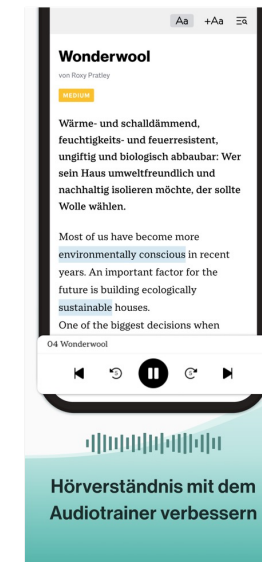 Aa +Aa
Wonderwool
von Roxy Pratley
MEDIUM
Wärme- und schalldämmend,
feuchtigkeits- und feuerresistent,
ungiftig und biologisch abbaubar: Wer
sein Haus umweltfreundlich und
nachhaltig isolieren möchte, der sollte
Wolle wählen.
Most of us have become more
environmentally conscious in recent
years. An important factor for the
future is building ecologically
sustainable houses.
One of the biggest decisions when
04 Wonderwool
5 5
Hörverständnis mit dem
Audiotrainer verbessern